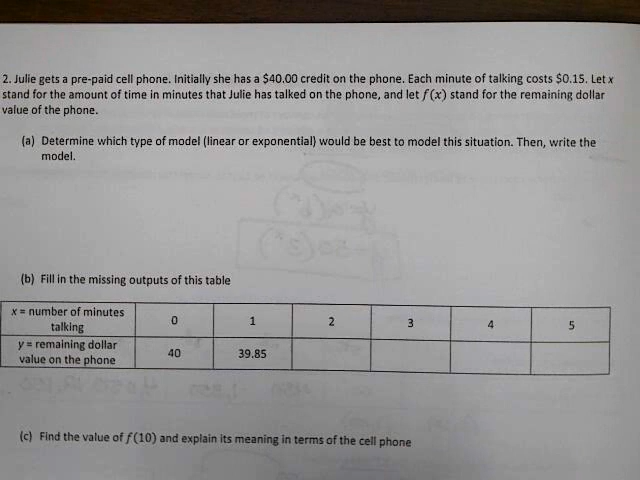 2. Julie gets a pre-paid cell phone. Initially she has a $40.00 credit on the phone. Each minute of talking costs $0.15. Let x
stand for the amount of time in minutes that Julie has talked on the phone, and let f(x) stand for the remaining dollar
value of the phone.
(a) Determine which type of model (linear or exponential) would be best to model this situation. Then, write the
model.
(b) Fill in the missing outputs of this table
x = number of minutes
talking
0 1 2 3 4 5
y = remaining dollar
value on the phone
40 39.85
(c) Find the value of f(10) and explain its meaning in terms of the cell phone